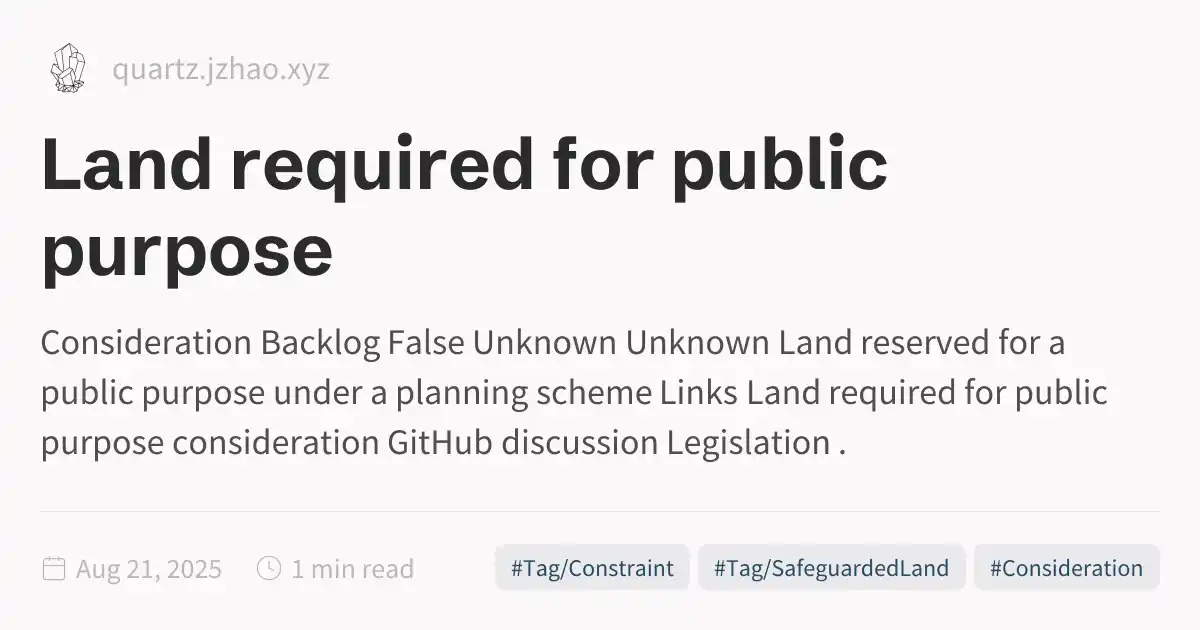 quartz.jzhao.xyz
Land required for public
purpose
Consideration Backlog False Unknown Unknown Land reserved for a
public purpose under a planning scheme Links Land required for public
purpose consideration GitHub discussion Legislation .
Aug 21, 2025 1 min read #Tag/Constraint #Tag/SafeguardedLand #Consideration